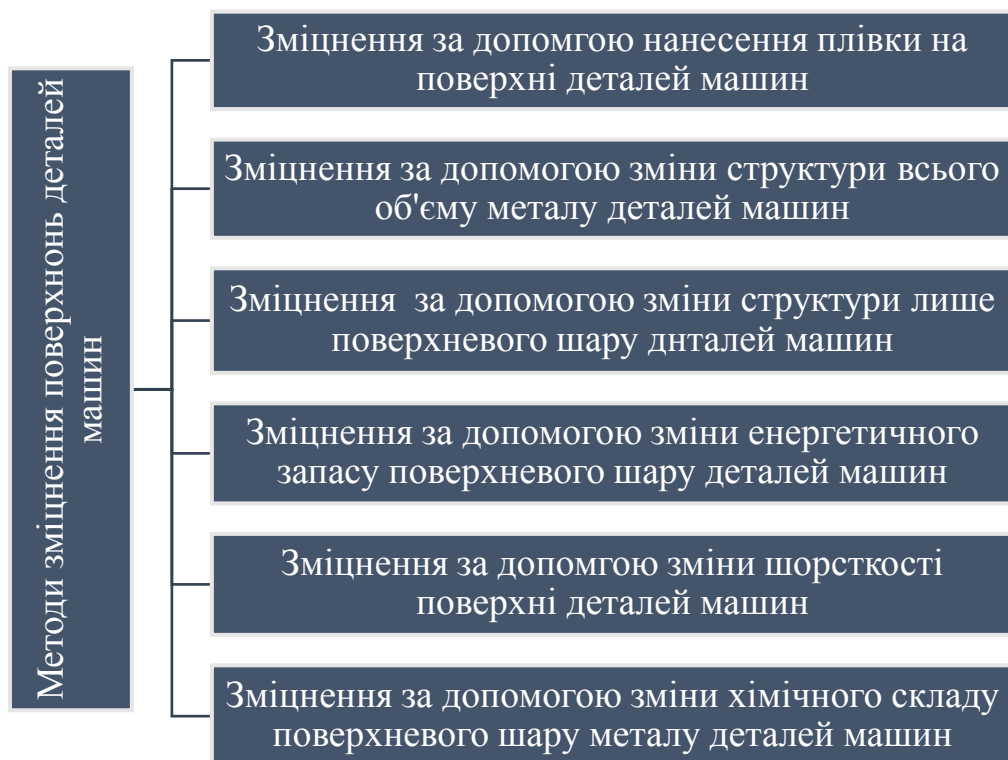 Методи зміцнення поверхнонь деталей
машин
Зміцнення за допмгою нанесення плівки на
поверхні деталей машин
Зміцнення за допомогою зміни структури всього
об'єму металу деталей машин
Зміцнення за допомогою зміни структури лише
поверхневого шару днталей машин
Зміцнення за допомогою зміни енергетичного
запасу поверхневого шару деталей машин
Зміцнення за допмгою зміни шорсткості
поверхні деталей машин
Зміцнення за допомогою зміни хімічного складу
поверхневого шару металу деталей машин